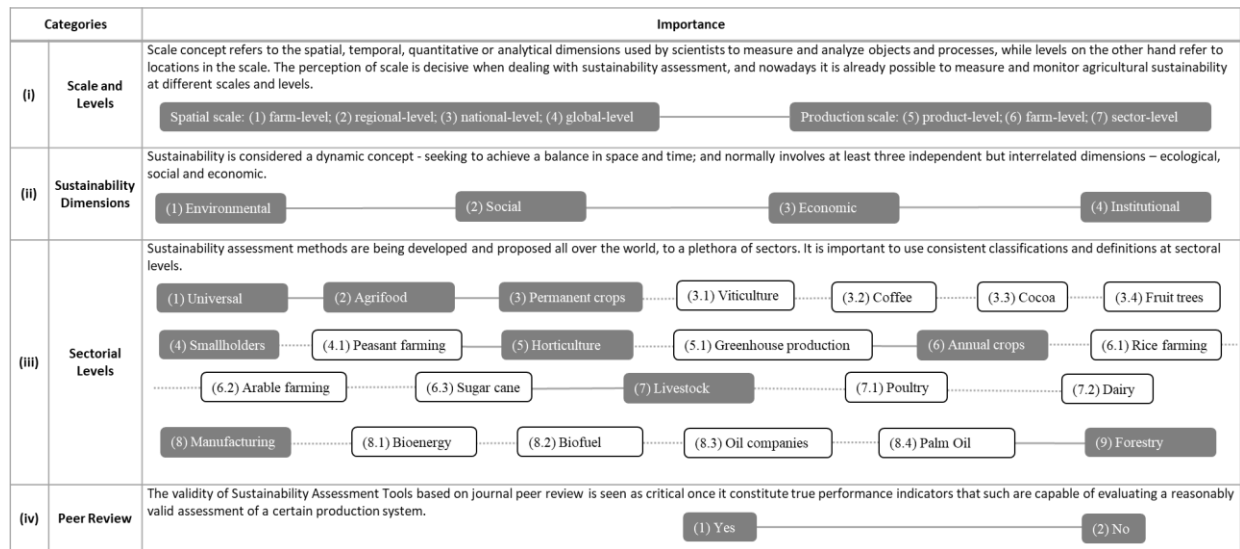 Categories Importance
Scale concept refers to the spatial, temporal, quantitative or analytical dimensions used by scientists to measure and analyze objects and processes, while levels on the other hand refer to
locations in the scale. The perception of scale is decisive when dealing with sustainability assessment, and nowadays it is already possible to measure and monitor agricultural sustainability
at different scales and levels.
(i) Scale and
Levels
Spatial scale: (1) farm-level; (2) regional-level; (3) national-level; (4) global-level Production scale: (5) product-level; (6) farm-level; (7) sector-level
Sustainability is considered a dynamic concept - seeking to achieve a balance in space and time; and normally involves at least three independent but interrelated dimensions – ecological,
social and economic.
(ii) Sustainability
Dimensions
(1) Environmental (2) Social (3) Economic (4) Institutional
Sustainability assessment methods are being developed and proposed all over the world, to a plethora of sectors. It is important to use consistent classifications and definitions at sectoral
levels.
(1) Universal (2) Agrifood (3) Permanent crops (3.1) Viticulture (3.2) Coffee (3.3) Cocoa (3.4) Fruit trees
(iii) Sectorial
Levels
(4) Smallholders (4.1) Peasant farming (5) Horticulture (5.1) Greenhouse production (6) Annual crops (6.1) Rice farming
(6.2) Arable farming (6.3) Sugar cane (7) Livestock (7.1) Poultry (7.2) Dairy
(8) Manufacturing (8.1) Bioenergy (8.2) Biofuel (8.3) Oil companies (8.4) Palm Oil (9) Forestry
The validity of Sustainability Assessment Tools based on journal peer review is seen as critical once it constitute true performance indicators that such are capable of evaluating a reasonably
valid assessment of a certain production system.
(iv) Peer Review
(1) Yes (2) No